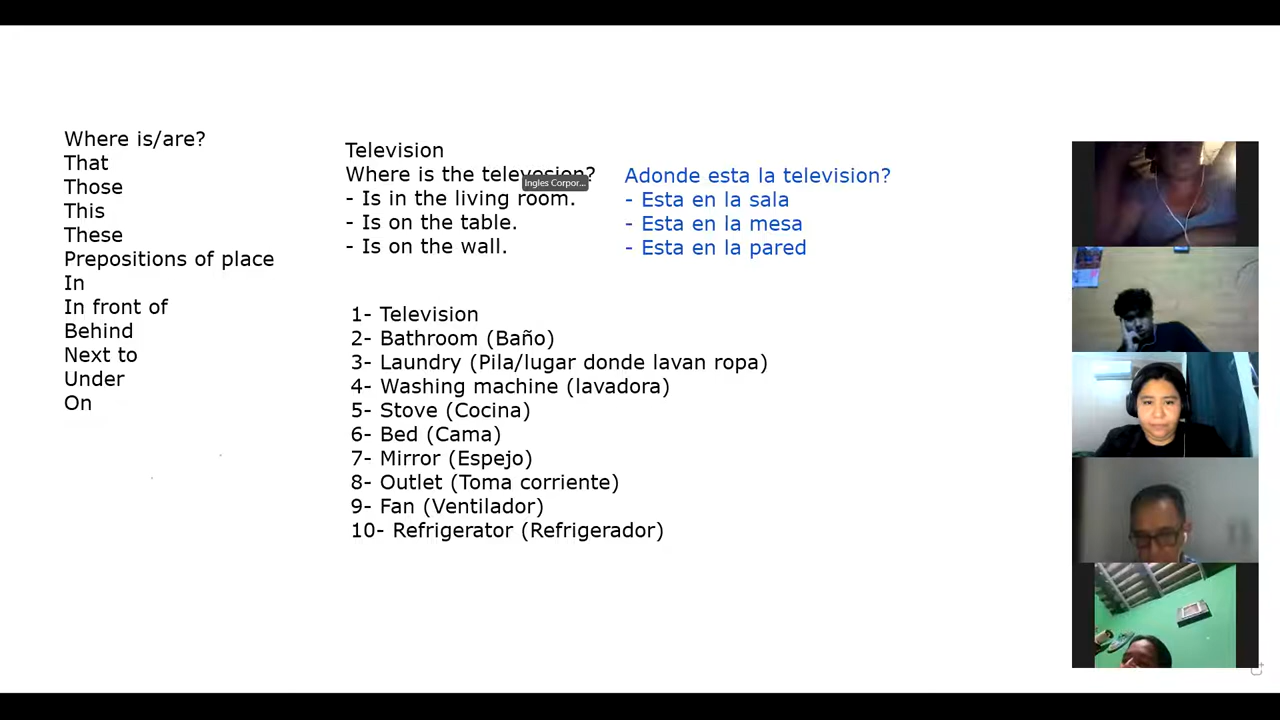 Where is/are?
That
Those
This
These
Prepositions of place
In
In front of
Behind
Next to
Under
On
Television
Where is the televesion?
- Is in the living room.
- Is on the table.
- Is on the wall.
Ingles Corpor...
Adonde esta la television?
- Esta en la sala
- Esta en la mesa
- Esta en la pared
1- Television
2- Bathroom (Baño)
3- Laundry (Pila/lugar donde lavan ropa)
4- Washing machine (lavadora)
5- Stove (Cocina)
6- Bed (Cama)
7- Mirror (Espejo)
8- Outlet (Toma corriente)
9- Fan (Ventilador)
10- Refrigerator (Refrigerador)